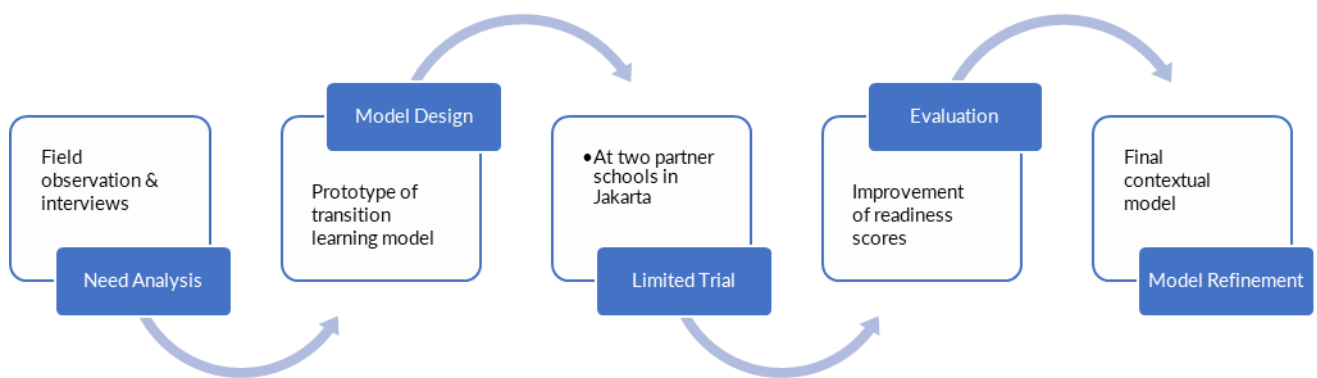 Field
observation &
interviews
Need Analysis
Model Design
Prototype of
transition
learning model
•At two partner
schools in
Jakarta
Limited Trial
Evaluation
Improvement
of readiness
scores
Final
contextual
model
Model Refinement